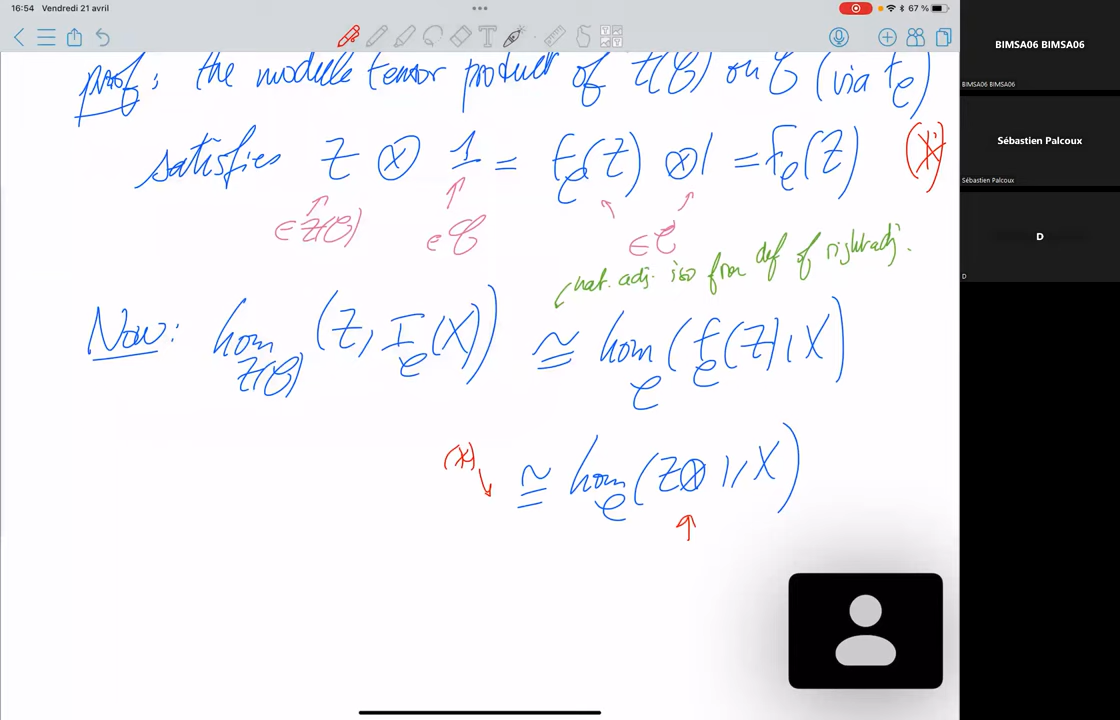 16:54 Vendredi 21 avril
67 %
proof: the module tensor product of Z(C) on C (via F_C)
satisfies Z ⊗ 1 = F_C(Z) ⊗ 1 = F_C(Z) (*)
∈ Z(C) ∈ C ∈ C
nat. adj. iso from def of right adj.
Now: hom_Z(C) (Z, I_C(X)) ≅ hom_C (F_C(Z), X)
(*) ≅ hom_C (Z ⊗ 1, X)
BIMSA06 BIMSA06
BIMSA06 BIMSA06
Sébastien Palcoux
Sébastien Palcoux
D
D